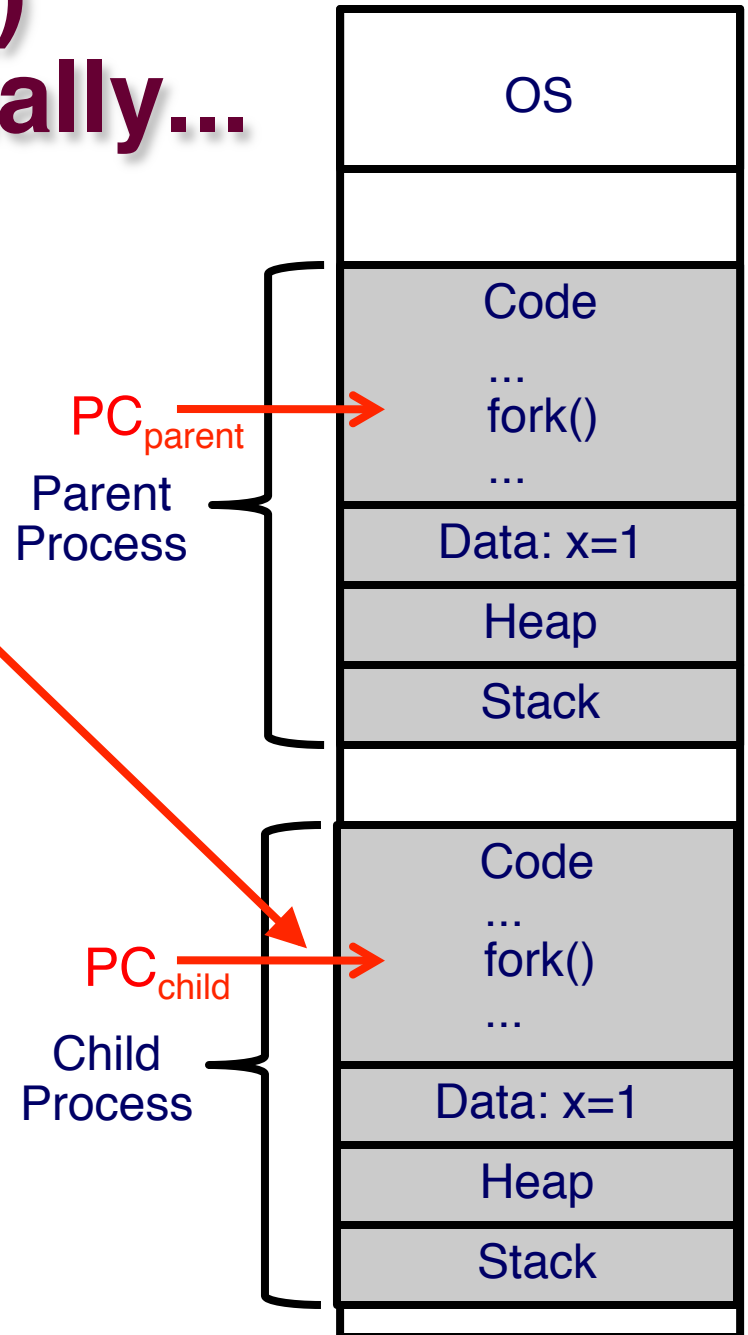 )
ally...
OS
Code
...
PCparent
fork()
...
Parent
Process
Data: x=1
Heap
Stack
Code
...
PCchild
fork()
...
Child
Process
Data: x=1
Heap
Stack